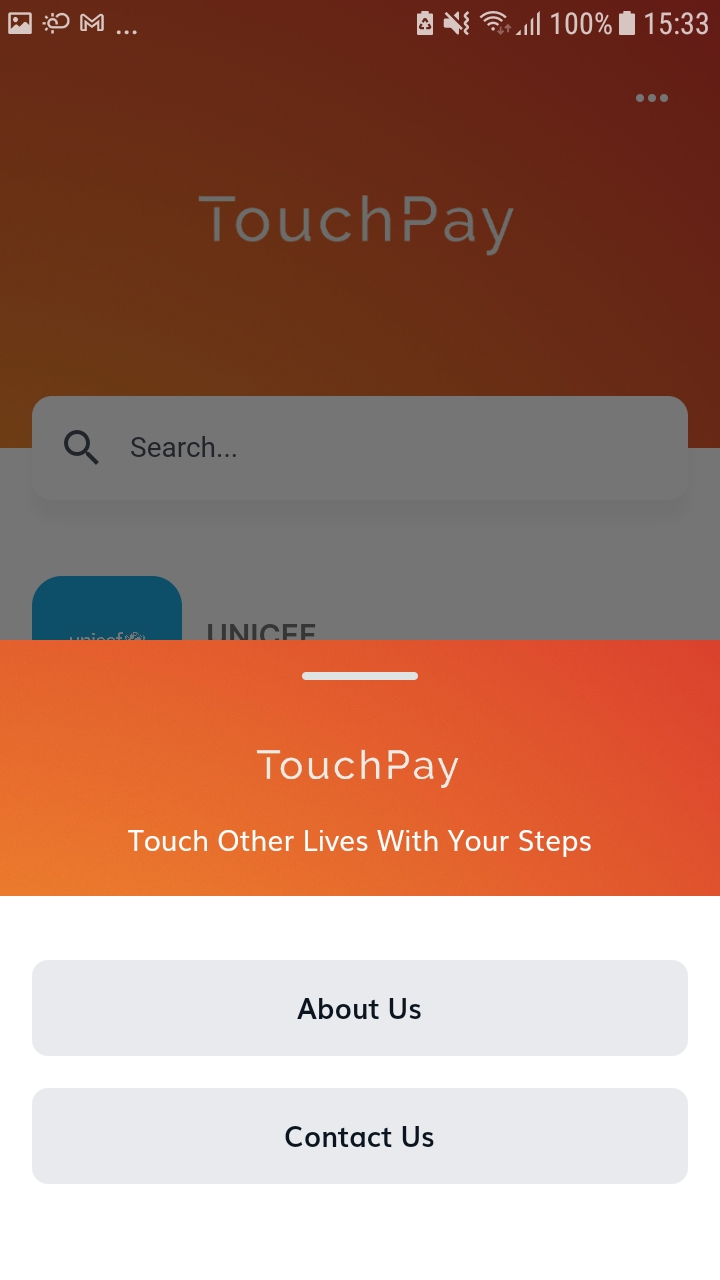 ... 100% 15:33
TouchPay
Search...
unicef
UNICEF
TouchPay
Touch Other Lives With Your Steps
About Us
Contact Us